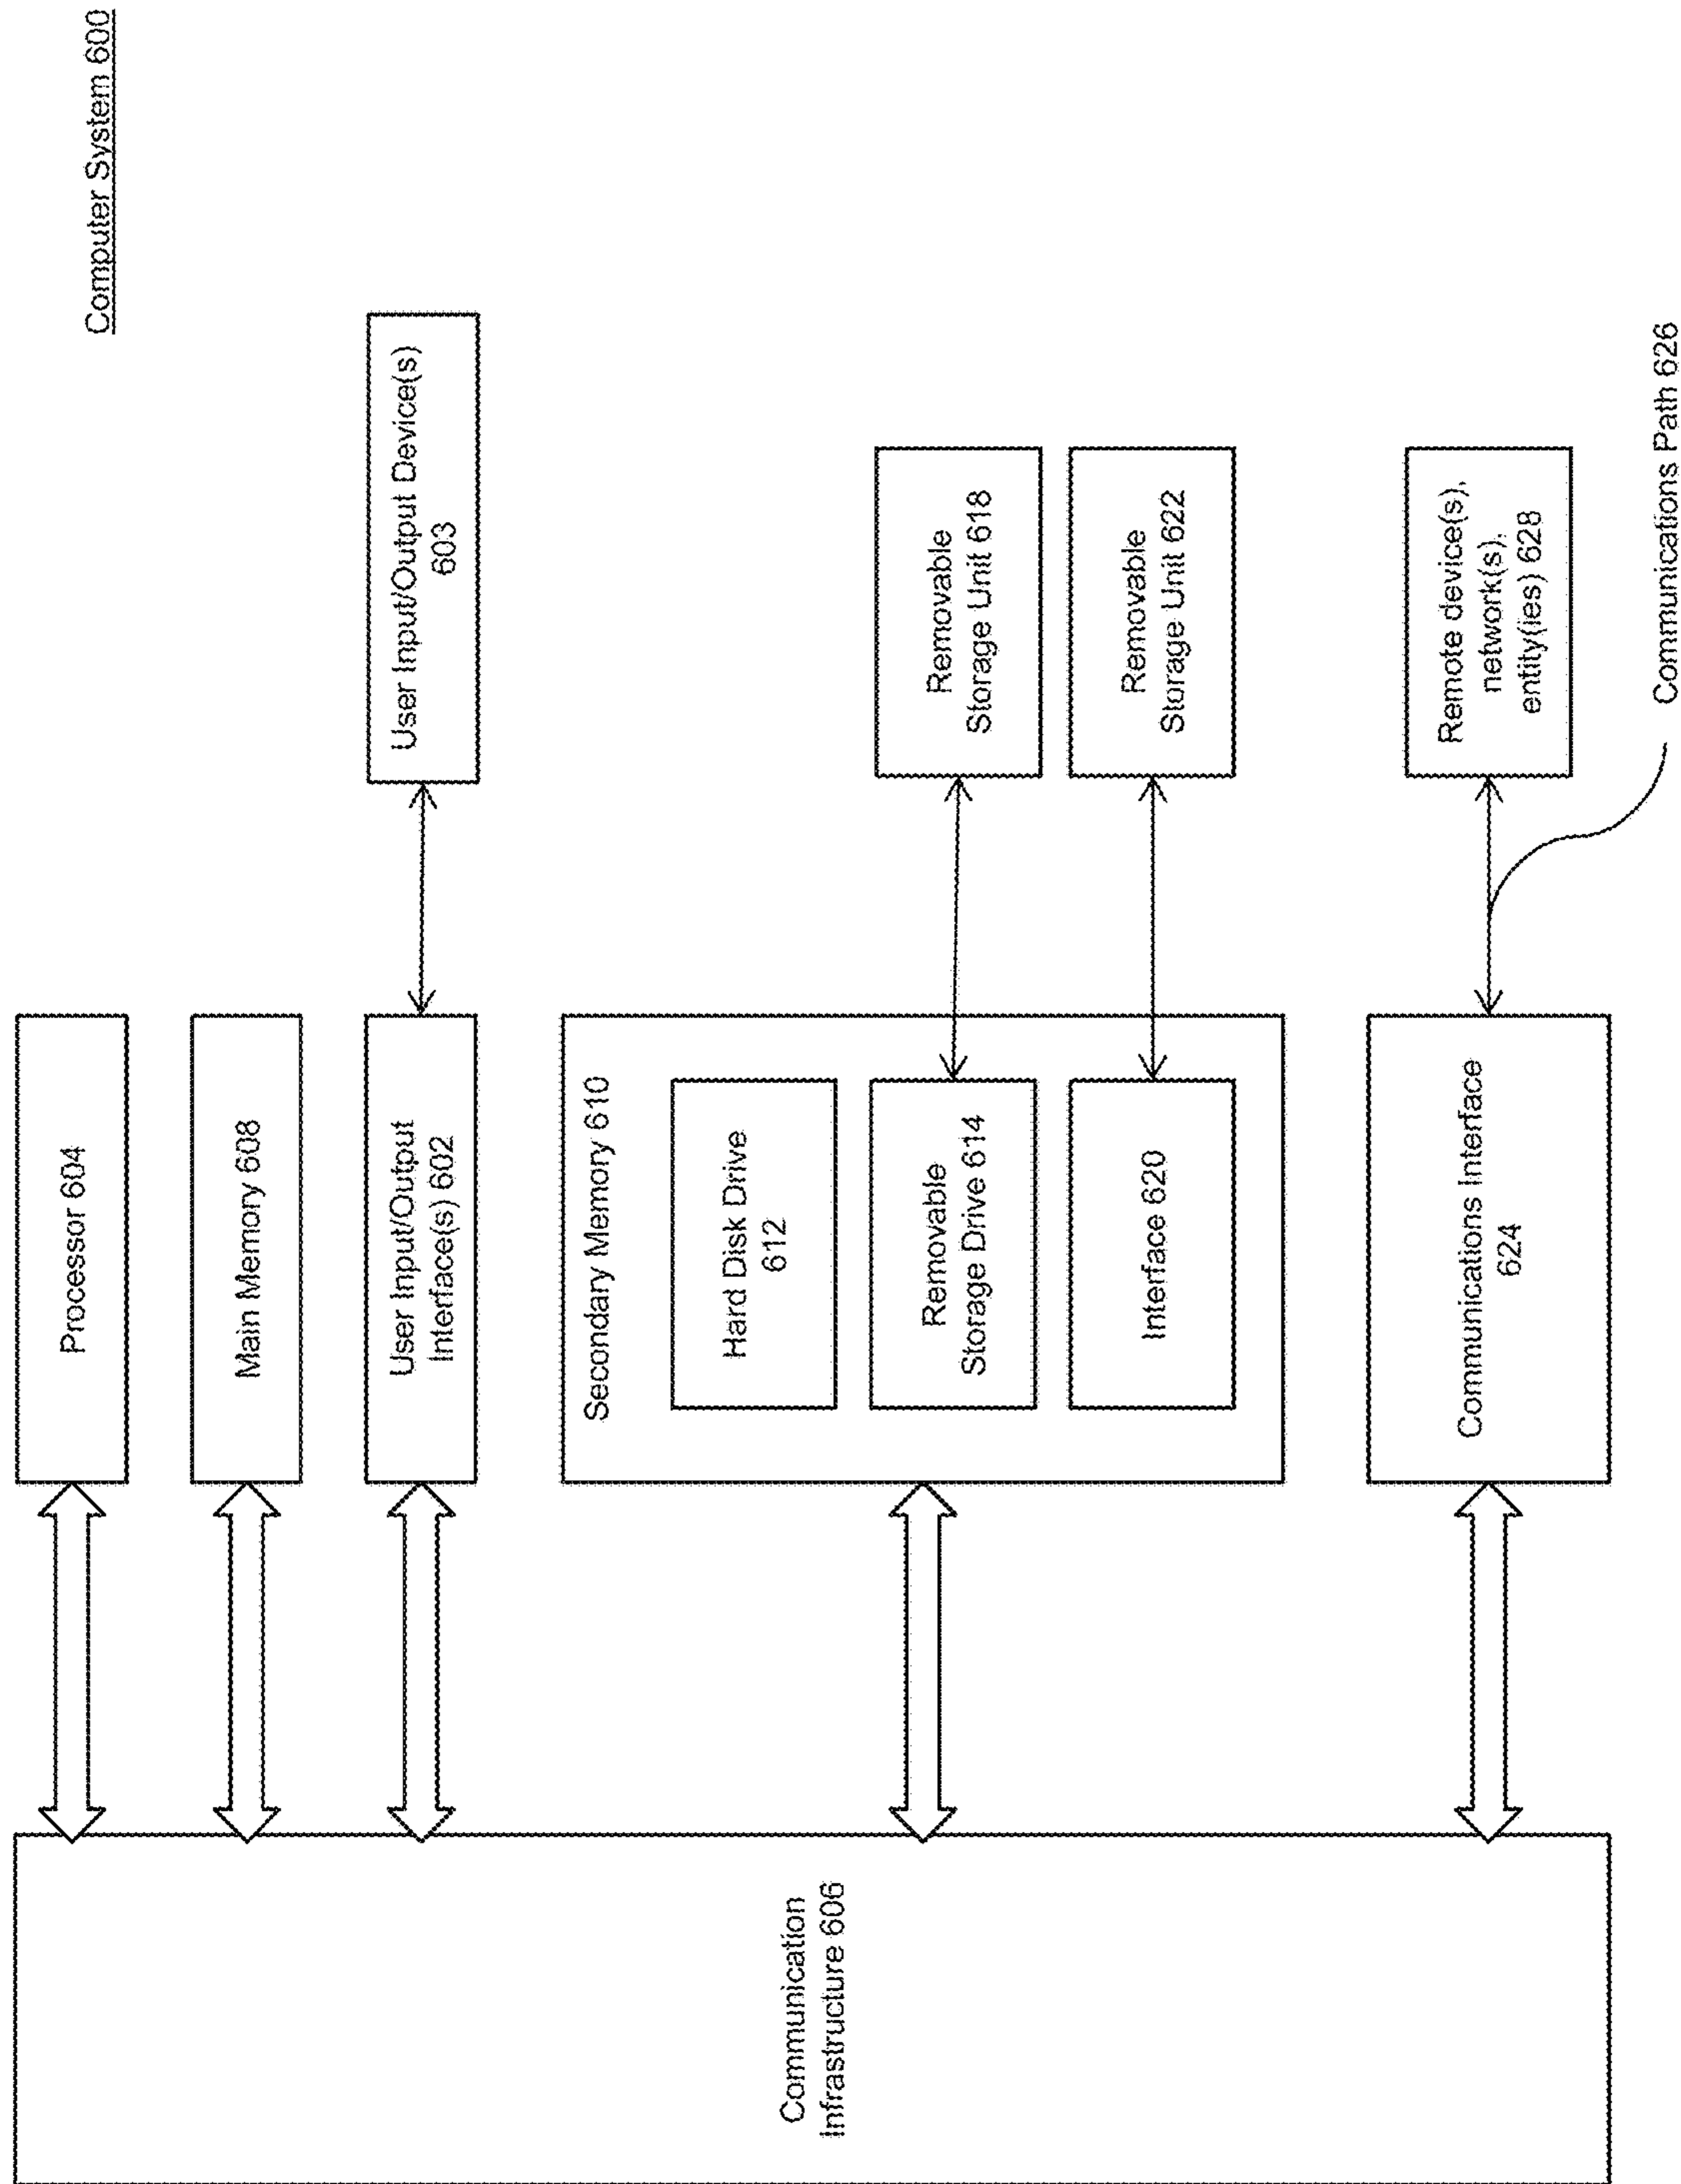 Computer System 600
Processor 604
Main Memory 608
User Input/Output
Interface(s) 602
User Input/Output Device(s)
603
Secondary Memory 610
Hard Disk Drive
612
Removable
Storage Drive 614
Removable
Storage Unit 618
Interface 620
Removable
Storage Unit 622
Communication
Infrastructure 606
Communications Interface
624
Remote device(s),
network(s),
entity(ies) 628
Communications Path 626